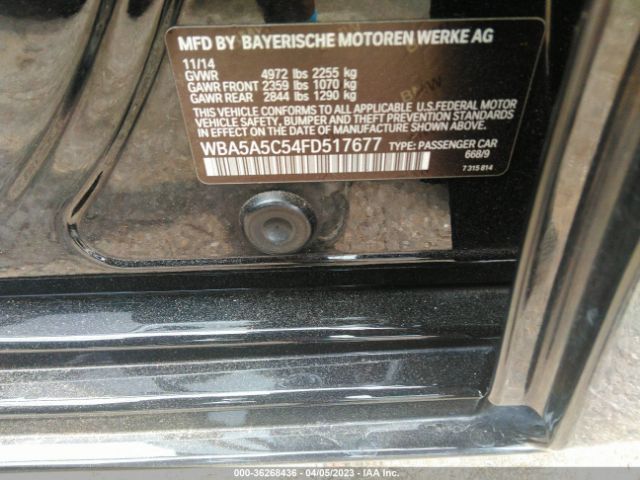 MFD BY BAYERISCHE MOTOREN WERKE AG
11/14
GVWR 4972 lbs 2255 kg
GAWR FRONT 2359 lbs 1070 kg
GAWR REAR 2844 lbs 1290 kg
THIS VEHICLE CONFORMS TO ALL APPLICABLE U.S.FEDERAL MOTOR
VEHICLE SAFETY, BUMPER, AND THEFT PREVENTION STANDARDS
IN EFFECT ON THE DATE OF MANUFACTURE SHOWN ABOVE.
WBA5A5C54FD517677 TYPE: PASSENGER CAR
668/9
7 315 814
000-36268436 - 04/05/2023 - IAA Inc.